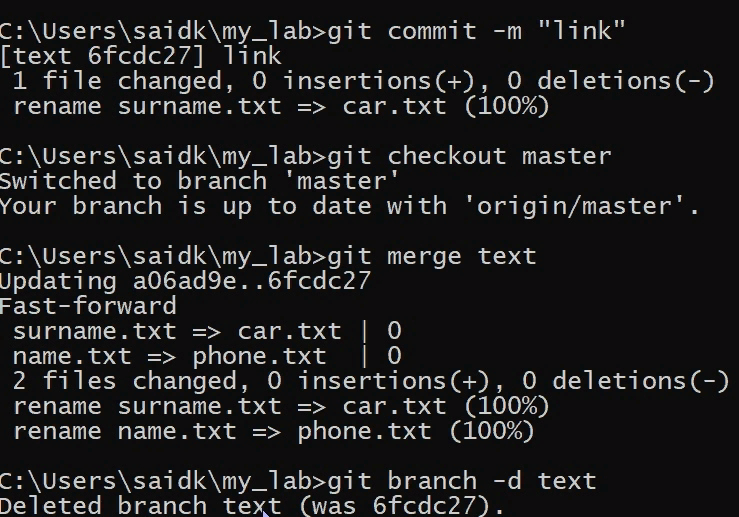 C:\Users\saidk\my_lab>git commit -m "link"
[text 6fcdc27] link
 1 file changed, 0 insertions(+), 0 deletions(-)
 rename surname.txt => car.txt (100%)

C:\Users\saidk\my_lab>git checkout master
Switched to branch 'master'
Your branch is up to date with 'origin/master'.

C:\Users\saidk\my_lab>git merge text
Updating a06ad9e..6fcdc27
Fast-forward
 surname.txt => car.txt | 0
 name.txt => phone.txt  | 0
 2 files changed, 0 insertions(+), 0 deletions(-)
 rename surname.txt => car.txt (100%)
 rename name.txt => phone.txt (100%)

C:\Users\saidk\my_lab>git branch -d text
Deleted branch text (was 6fcdc27).